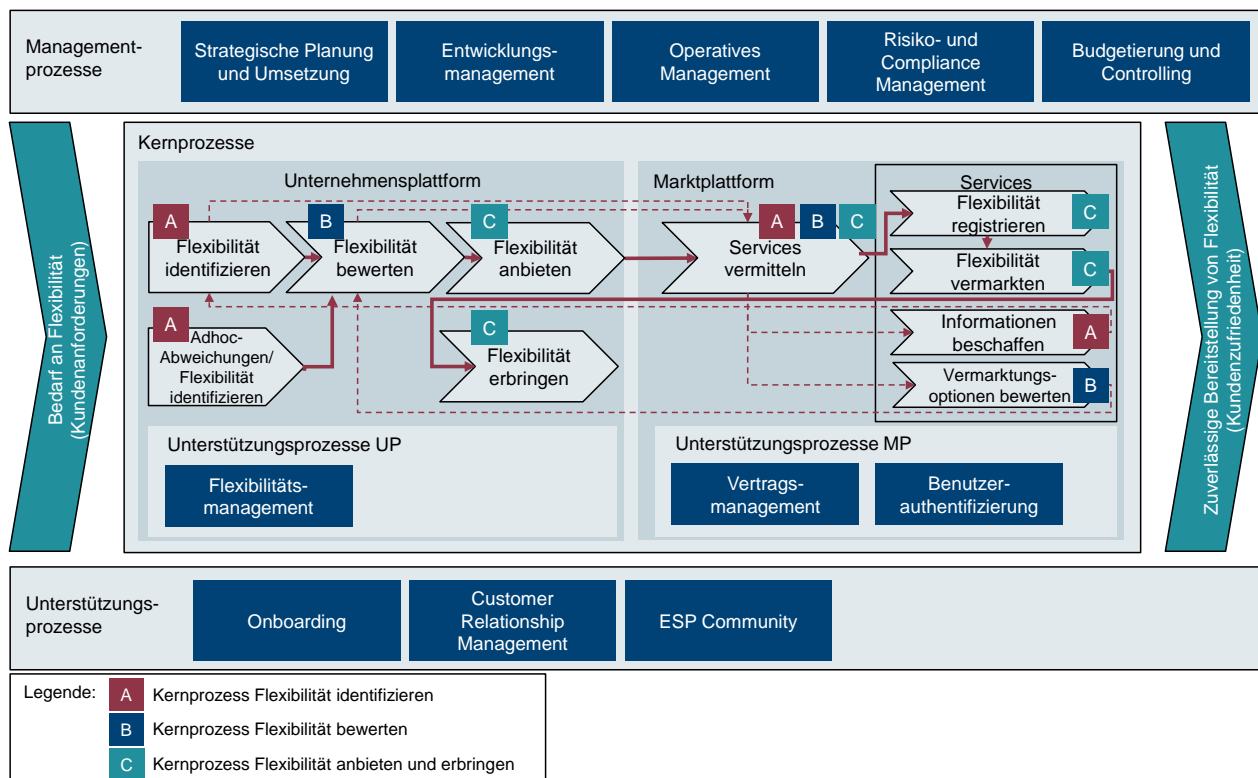 Management-
prozesse
Strategische Planung
und Umsetzung
Entwicklungs-
management
Operatives
Management
Risiko- und
Compliance
Management
Budgetierung und
Controlling
Bedarf an Flexibilität
(Kundenanforderungen)
Kernprozesse
Unternehmensplattform
A
Flexibilität
identifizieren
B
Flexibilität
bewerten
C
Flexibilität
anbieten
A
Adhoc-
Abweichungen/
Flexibilität
identifizieren
C
Flexibilität
erbringen
Unterstützungsprozesse UP
Flexibilitäts-
management
Marktplattform
A B C
Services
vermitteln
Services
Flexibilität
registrieren
C
Flexibilität
vermarkten
C
Informationen
beschaffen
A
Vermarktungs-
optionen bewerten
B
Unterstützungsprozesse MP
Vertrags-
management
Benutzer-
authentifizierung
Zuverlässige Bereitstellung von Flexibilität
(Kundenzufriedenheit)
Unterstützungs-
prozesse
Onboarding
Customer
Relationship
Management
ESP Community
Legende:
A Kernprozess Flexibilität identifizieren
B Kernprozess Flexibilität bewerten
C Kernprozess Flexibilität anbieten und erbringen